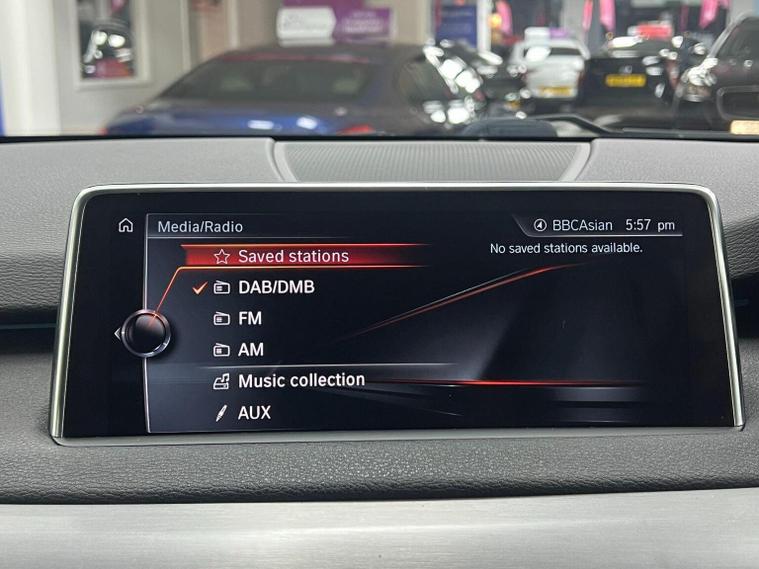 Media/Radio
BBCAsian 5:57 pm
Saved stations
No saved stations available.
DAB/DMB
FM
AM
Music collection
AUX